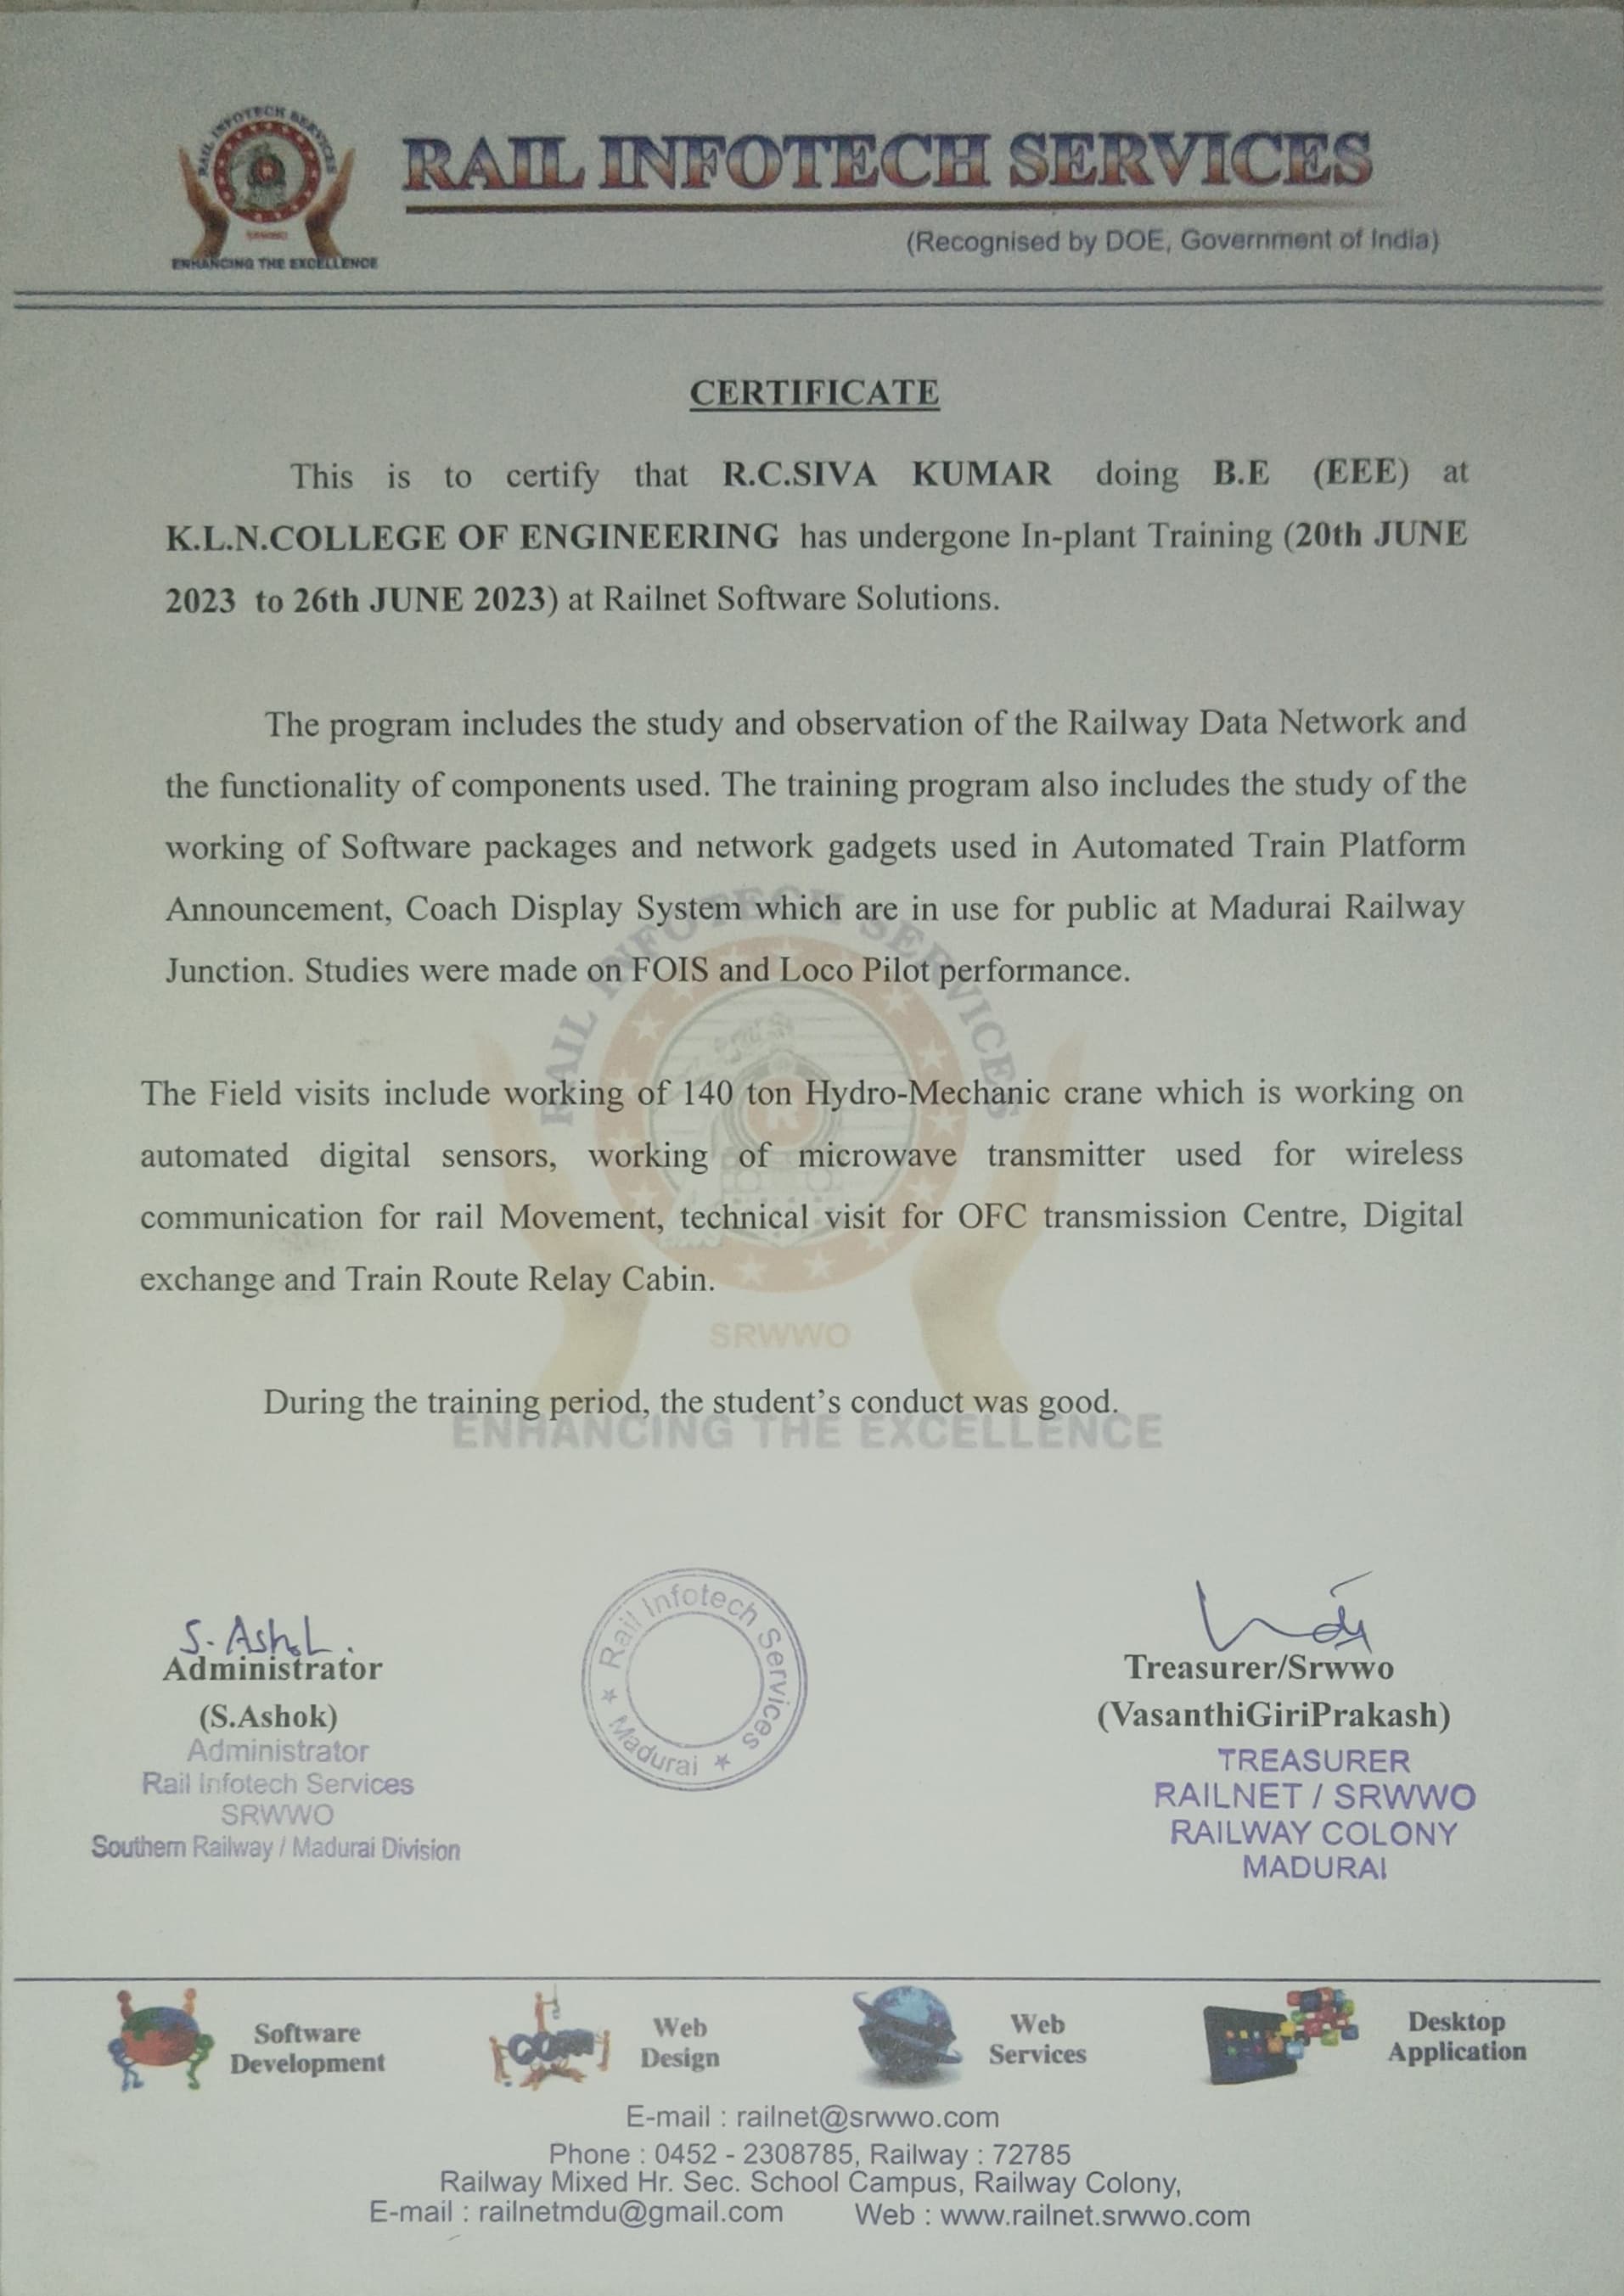 RAIL INFOTECH SERVICES
SRWWO
ENHANCING THE EXCELLENCE
RAIL INFOTECH SERVICES
(Recognised by DOE, Government of India)
CERTIFICATE
This is to certify that R.C.SIVA KUMAR doing B.E (EEE) at
K.L.N.COLLEGE OF ENGINEERING has undergone In-plant Training (20th JUNE
2023 to 26th JUNE 2023) at Railnet Software Solutions.
The program includes the study and observation of the Railway Data Network and
the functionality of components used. The training program also includes the study of the
working of Software packages and network gadgets used in Automated Train Platform
Announcement, Coach Display System which are in use for public at Madurai Railway
Junction. Studies were made on FOIS and Loco Pilot performance.
The Field visits include working of 140 ton Hydro-Mechanic crane which is working on
automated digital sensors, working of microwave transmitter used for wireless
communication for rail Movement, technical visit for OFC transmission Centre, Digital
exchange and Train Route Relay Cabin.
During the training period, the student’s conduct was good.
RAIL INFOTECH SERVICES
SRWWO
ENHANCING THE EXCELLENCE
S. Ashok.
Administrator
(S.Ashok)
Administrator
Rail Infotech Services
SRWWO
Southern Railway / Madurai Division
Rail Infotech Services
Madurai
Treasurer/Srwwo
(VasanthiGiriPrakash)
TREASURER
RAILNET / SRWWO
RAILWAY COLONY
MADURAI
Software
Development
.COM
Web
Design
Web
Services
Desktop
Application
E-mail : railnet@srwwo.com
Phone : 0452 - 2308785, Railway : 72785
Railway Mixed Hr. Sec. School Campus, Railway Colony,
E-mail : railnetmdu@gmail.com Web : www.railnet.srwwo.com